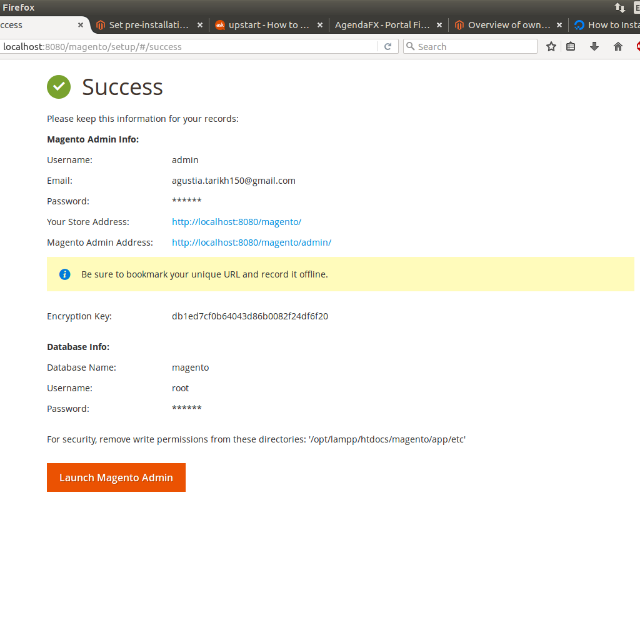 Firefox
ccess
Set pre-installati...
upstart - How to ...
AgendaFX - Portal Fi...
Overview of own...
How to Instal
localhost:8080/magento/setup/#/success
Search
Success
Please keep this information for your records:
Magento Admin Info:
Username: admin
Email: agustia.tarikh150@gmail.com
Password: ******
Your Store Address: http://localhost:8080/magento/
Magento Admin Address: http://localhost:8080/magento/admin/
Be sure to bookmark your unique URL and record it offline.
Encryption Key: db1ed7cf0b64043d86b0082f24df6f20
Database Info:
Database Name: magento
Username: root
Password: ******
For security, remove write permissions from these directories: '/opt/lampp/htdocs/magento/app/etc'
Launch Magento Admin